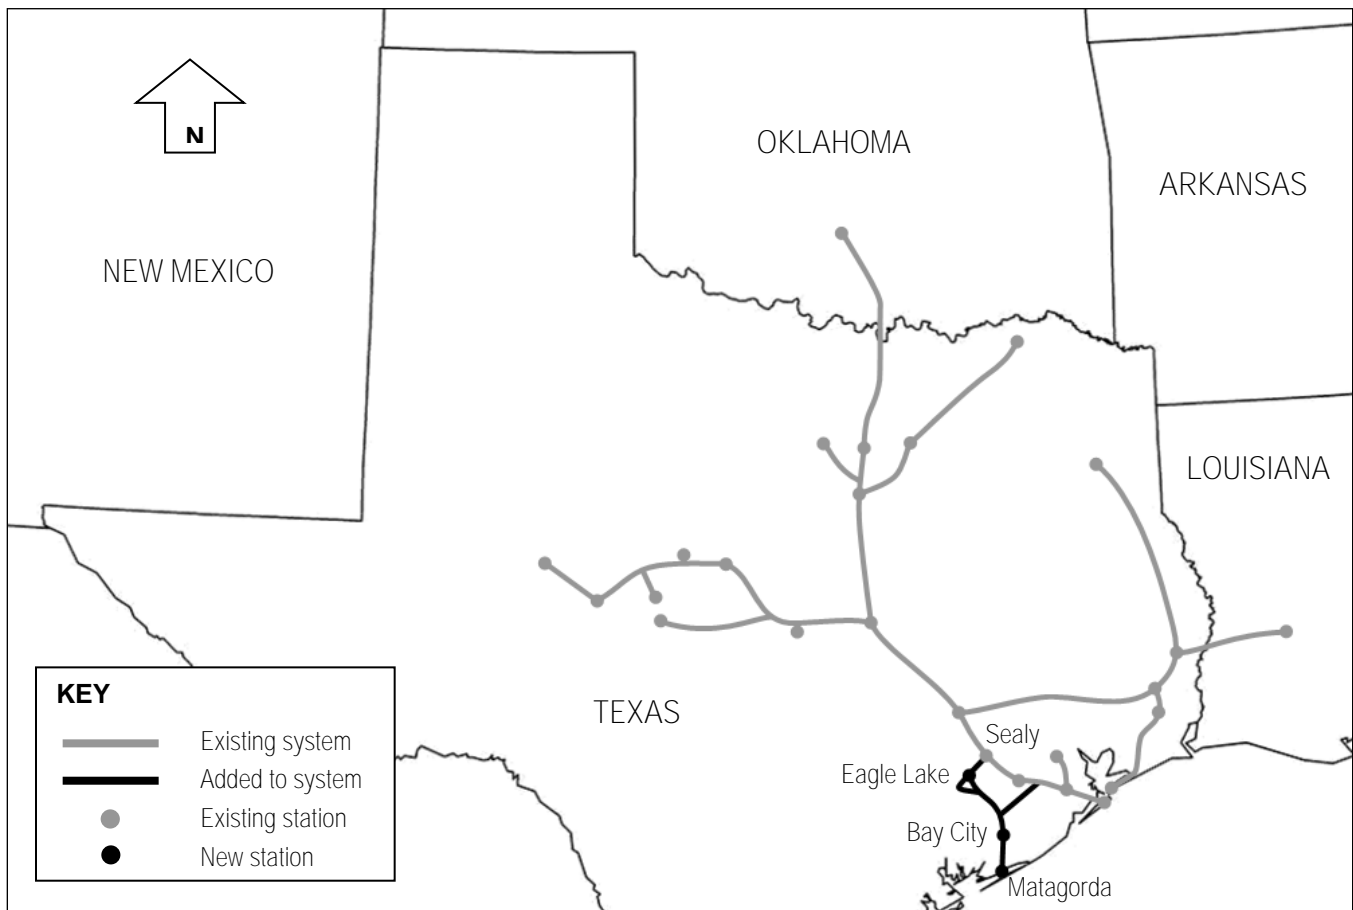 N
OKLAHOMA
ARKANSAS
NEW MEXICO
LOUISIANA
TEXAS
Sealy
Eagle Lake
Bay City
Matagorda
KEY
Existing system
Added to system
Existing station
New station